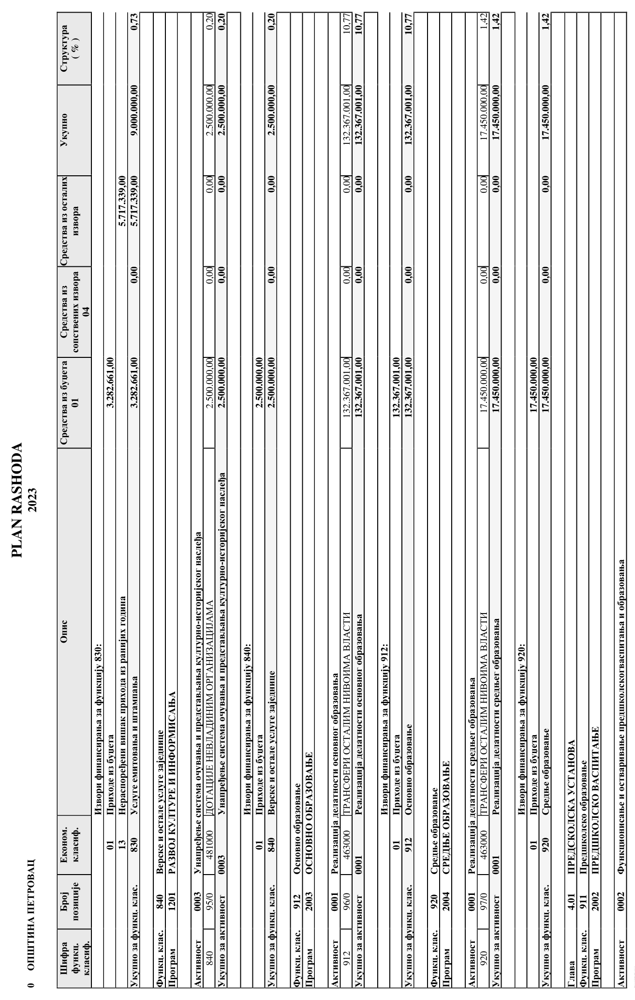 PLAN RASHODA
2023
0 ОПШТИНА ПЕТРОВАЦ
Шифра функц. класиф. Број позиције Економ. класиф. Опис Средства из буџета 01 Средства из сопствених извора 04 Средства из осталих извора Укупно Структура ( % )
Извори финансирања за функцију 830:
01 Приходе из буџета 3.282.661,00
13 Нераспоређени вишак прихода из ранијих година 5.717.339,00
Укупно за функц. клас. 830 Услуге емитовања и штампања 3.282.661,00 0,00 5.717.339,00 9.000.000,00 0,73
Функц. клас. 840 Верске и остале услуге заједнице
Програм 1201 РАЗВОЈ КУЛТУРЕ И ИНФОРМИСАЊА
Активност 0003 Унапређење система очувања и представљања културно-историјског наслеђа
840 95/0 481000 ДОТАЦИЈЕ НЕВЛАДИНИМ ОРГАНИЗАЦИЈАМА 2.500.000,00 0,00 0,00 2.500.000,00 0,20
Укупно за активност 0003 Унапређење система очувања и представљања културно-историјског наслеђа 2.500.000,00 0,00 0,00 2.500.000,00 0,20
Извори финансирања за функцију 840:
01 Приходе из буџета 2.500.000,00
Укупно за функц. клас. 840 Верске и остале услуге заједнице 2.500.000,00 0,00 0,00 2.500.000,00 0,20
Функц. клас. 912 Основно образовање
Програм 2003 ОСНОВНО ОБРАЗОВАЊЕ
Активност 0001 Реализација делатности основног образовања
912 96/0 463000 ТРАНСФЕРИ ОСТАЛИМ НИВОИМА ВЛАСТИ 132.367.001,00 0,00 0,00 132.367.001,00 10,77
Укупно за активност 0001 Реализација делатности основног образовања 132.367.001,00 0,00 0,00 132.367.001,00 10,77
Извори финансирања за функцију 912:
01 Приходе из буџета 132.367.001,00
Укупно за функц. клас. 912 Основно образовање 132.367.001,00 0,00 0,00 132.367.001,00 10,77
Функц. клас. 920 Средње образовање
Програм 2004 СРЕДЊЕ ОБРАЗОВАЊЕ
Активност 0001 Реализација делатности средњег образовања
920 97/0 463000 ТРАНСФЕРИ ОСТАЛИМ НИВОИМА ВЛАСТИ 17.450.000,00 0,00 0,00 17.450.000,00 1,42
Укупно за активност 0001 Реализација делатности средњег образовања 17.450.000,00 0,00 0,00 17.450.000,00 1,42
Извори финансирања за функцију 920:
01 Приходе из буџета 17.450.000,00
Укупно за функц. клас. 920 Средње образовање 17.450.000,00 0,00 0,00 17.450.000,00 1,42
Глава 4.01 ПРЕДСКОЛСКА УСТАНОВА
Функц. клас. 911 Предшколско образовање
Програм 2002 ПРЕДШКОЛСКО ВАСПИТАЊЕ
Активност 0002 Функционисање и остваривање предшколсгваспитања и образовања